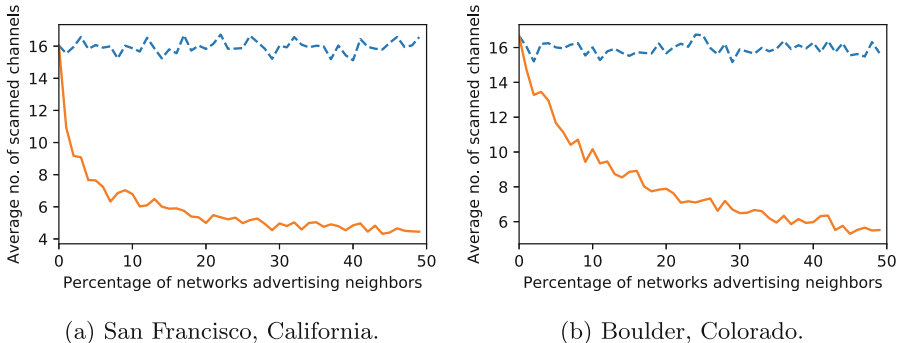 Average no. of scanned channels
16
14
12
10
8
6
4
0 10 20 30 40 50
Percentage of networks advertising neighbors
(a) San Francisco, California.
Average no. of scanned channels
16
14
12
10
8
6
0 10 20 30 40 50
Percentage of networks advertising neighbors
(b) Boulder, Colorado.